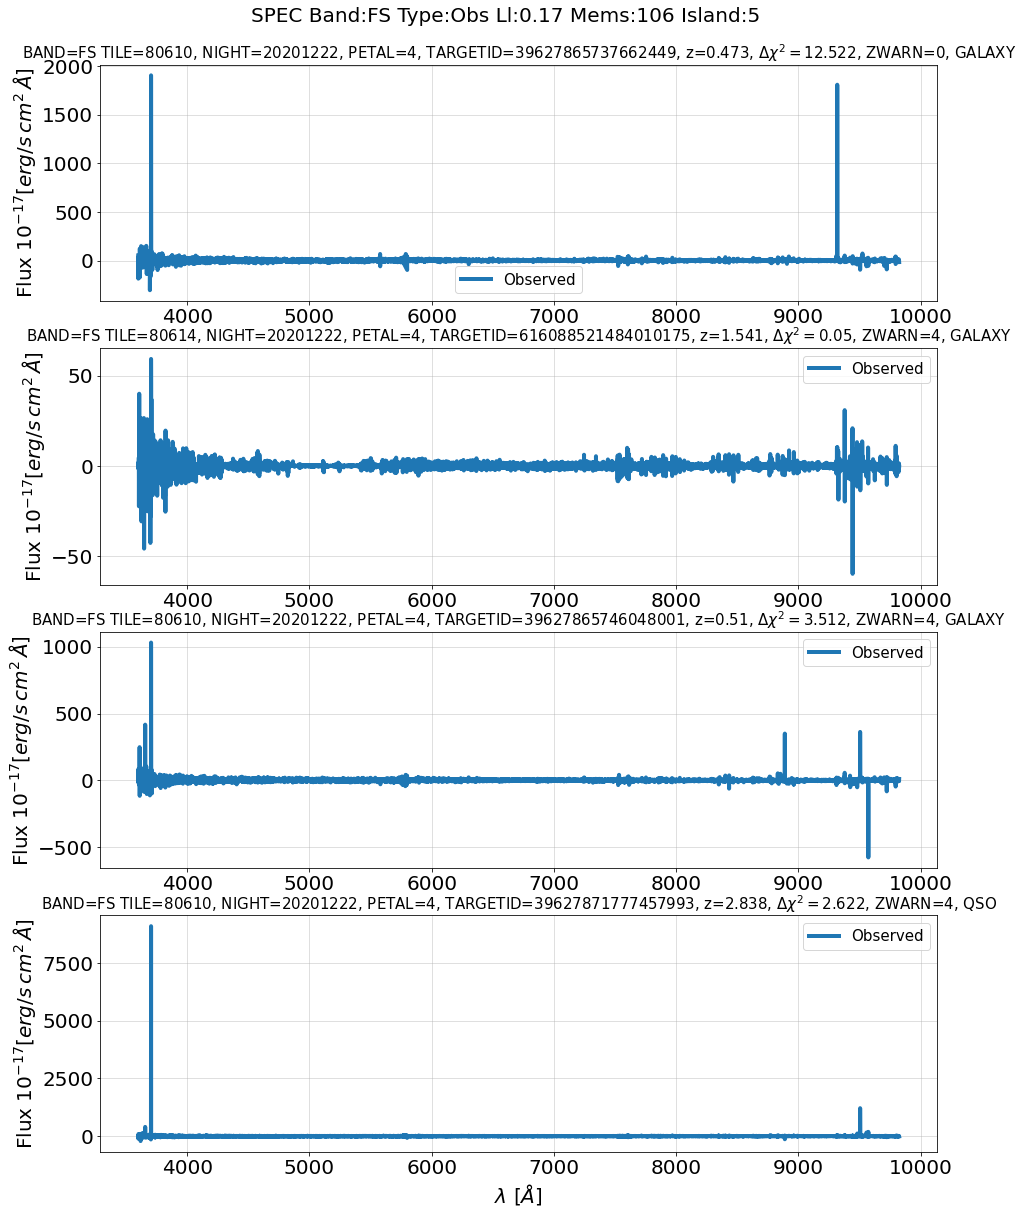 SPEC Band:FS Type:Obs Ll:0.17 Mems:106 Island:5
BAND=FS TILE=80610, NIGHT=20201222, PETAL=4, TARGETID=39627865737662449, z=0.473, Δχ² = 12.522, ZWARN=0, GALAXY
Flux 10⁻¹⁷[erg/s cm² Å]
2000
1500
1000
500
0
Observed
4000 5000 6000 7000 8000 9000 10000
BAND=FS TILE=80614, NIGHT=20201222, PETAL=4, TARGETID=616088521484010175, z=1.541, Δχ² = 0.05, ZWARN=4, GALAXY
Flux 10⁻¹⁷[erg/s cm² Å]
50
0
−50
Observed
4000 5000 6000 7000 8000 9000 10000
BAND=FS TILE=80610, NIGHT=20201222, PETAL=4, TARGETID=39627865746048001, z=0.51, Δχ² = 3.512, ZWARN=4, GALAXY
Flux 10⁻¹⁷[erg/s cm² Å]
1000
500
0
−500
Observed
4000 5000 6000 7000 8000 9000 10000
BAND=FS TILE=80610, NIGHT=20201222, PETAL=4, TARGETID=39627871777457993, z=2.838, Δχ² = 2.622, ZWARN=4, QSO
Flux 10⁻¹⁷[erg/s cm² Å]
7500
5000
2500
0
Observed
4000 5000 6000 7000 8000 9000 10000
λ [Å]